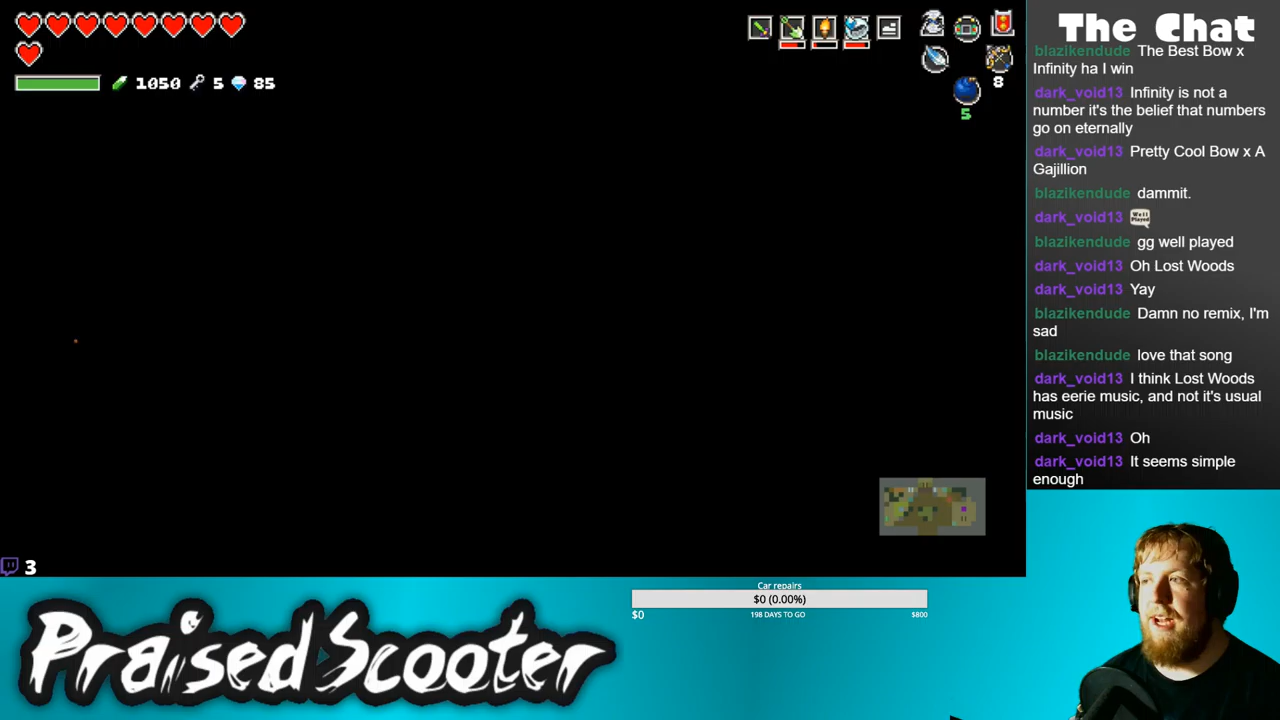 1050 5 85
8
5
The Chat
blazikendude The Best Bow x
Infinity ha I win
dark_void13 Infinity is not a
number it's the belief that numbers
go on eternally
dark_void13 Pretty Cool Bow x A
Gajillion
blazikendude dammit.
dark_void13 Well Played
blazikendude gg well played
dark_void13 Oh Lost Woods
dark_void13 Yay
blazikendude Damn no remix, I'm
sad
blazikendude love that song
dark_void13 I think Lost Woods
has eerie music, and not it's usual
music
dark_void13 Oh
dark_void13 It seems simple
enough
3
Car repairs
$0 (0.00%)
$0 198 DAYS TO GO $800
PraisedScooter